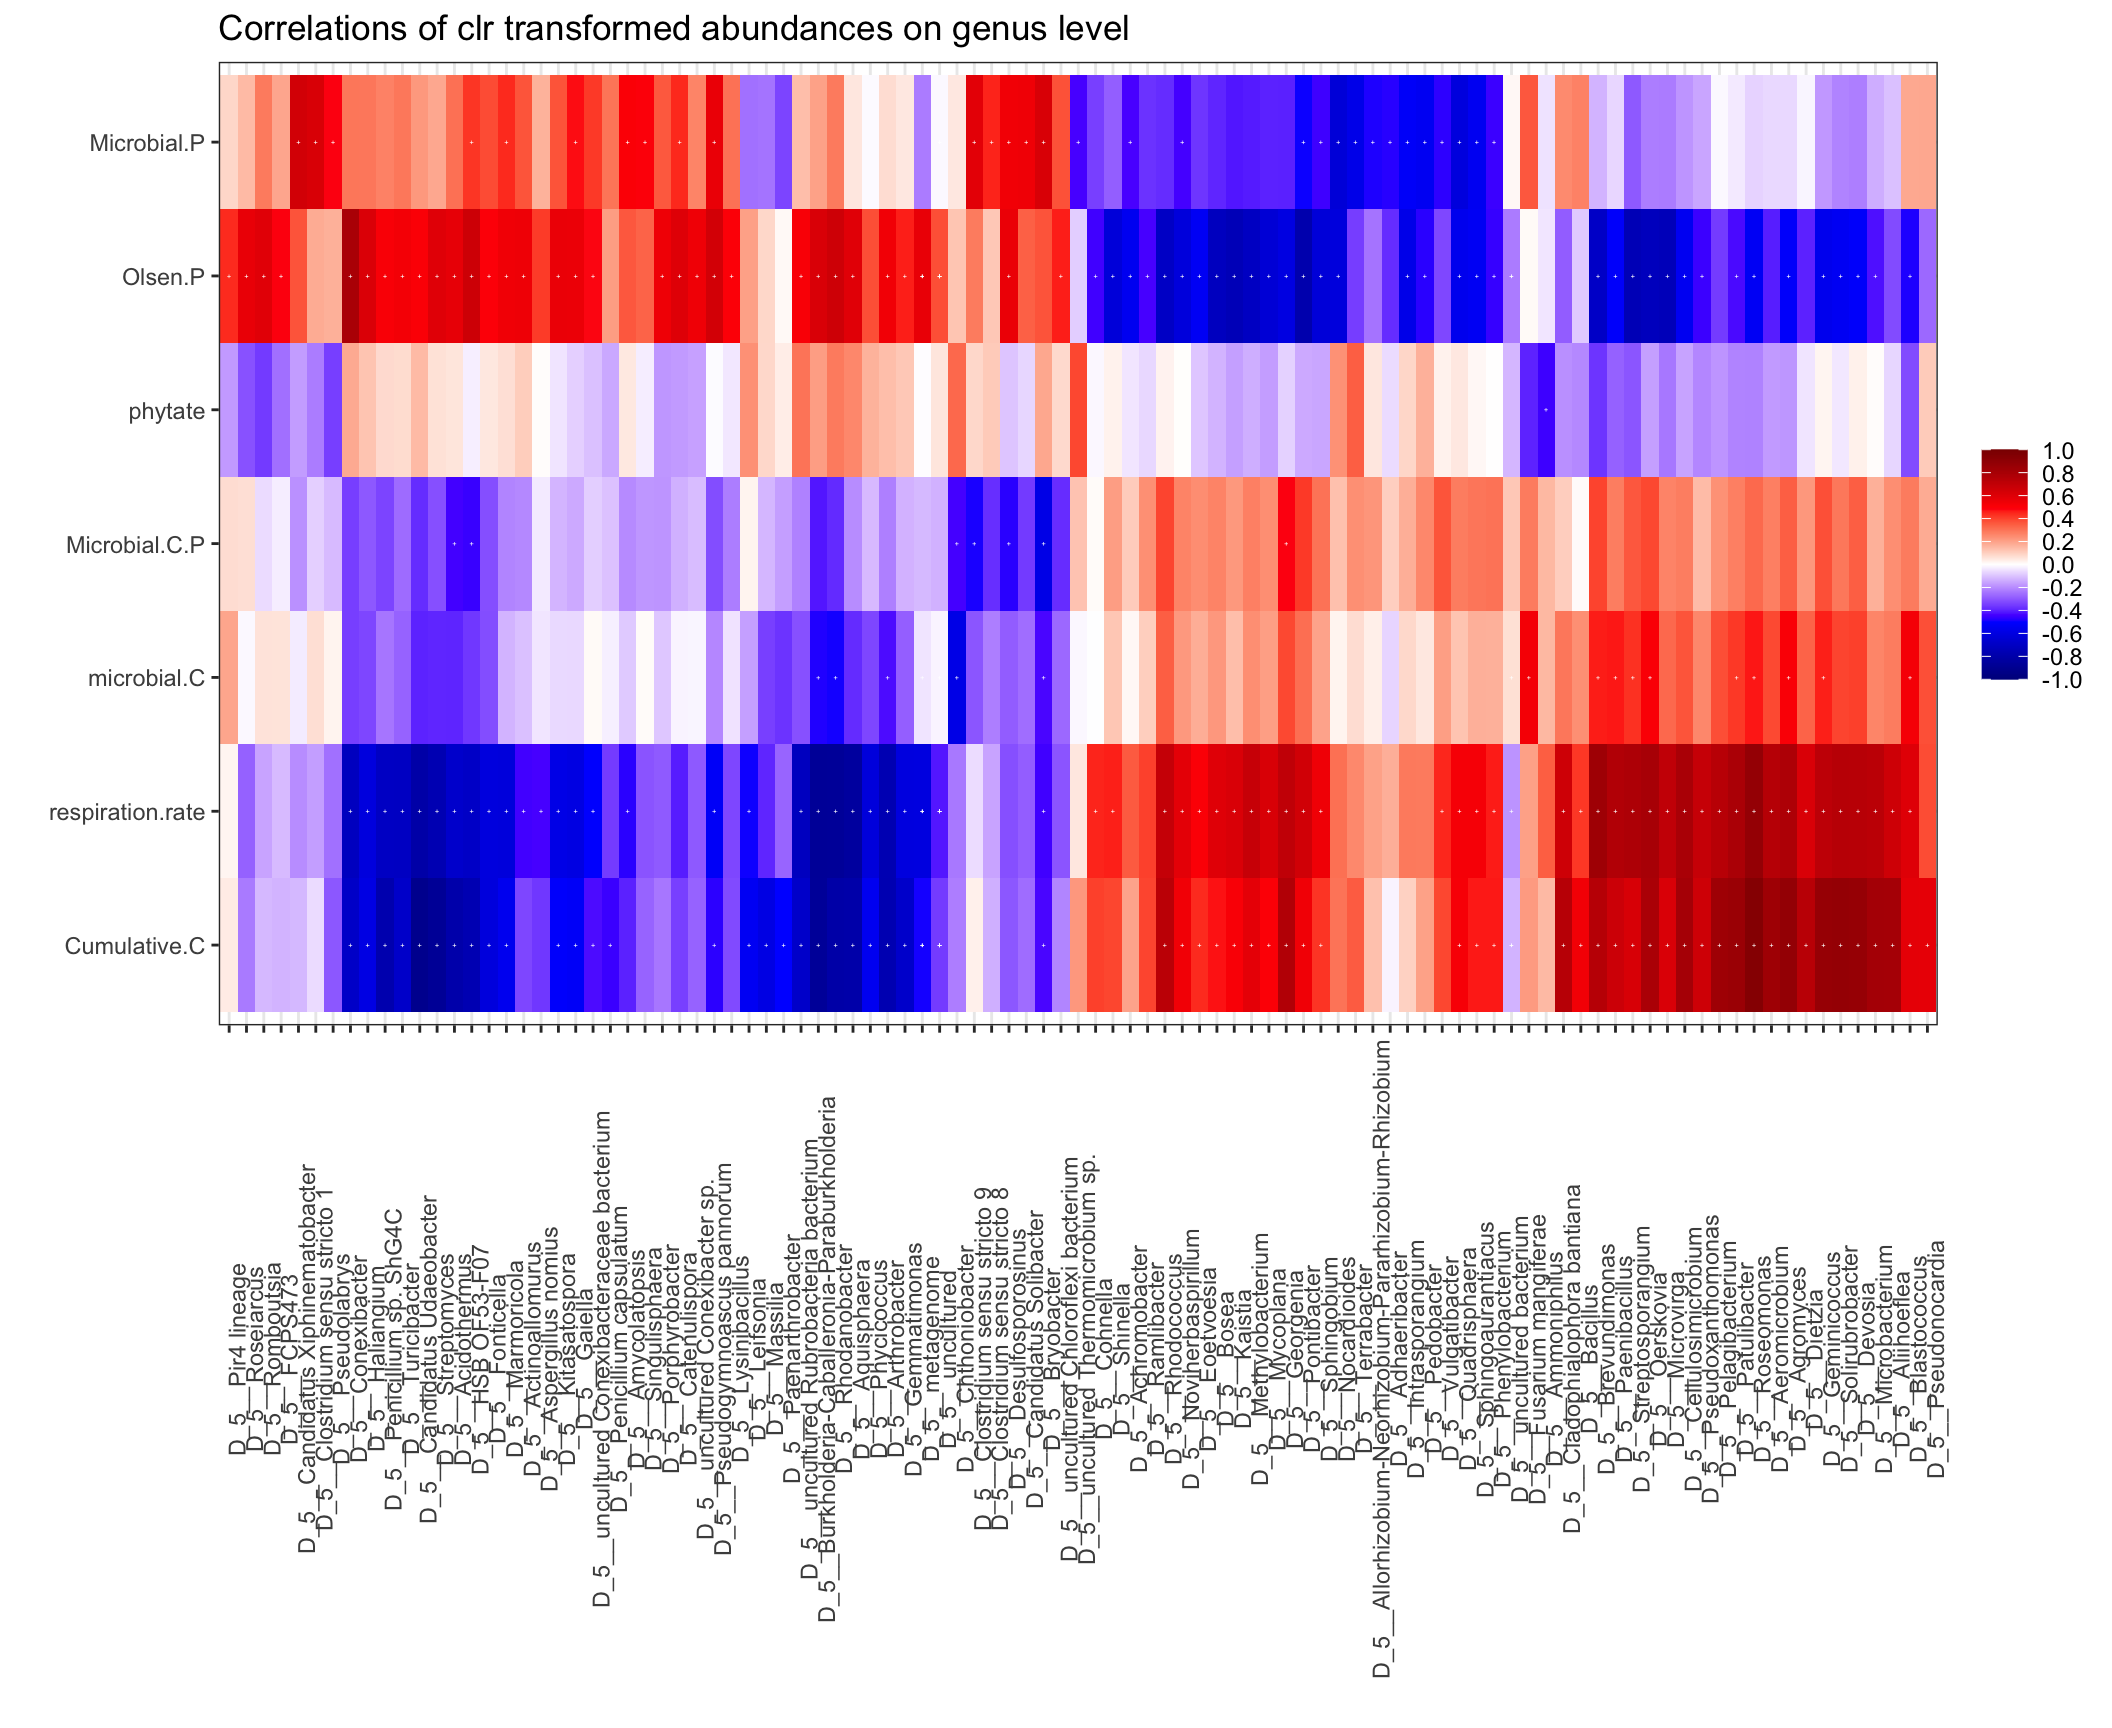 Correlations of clr transformed abundances on genus level
Microbial.P
Olsen.P
phytate
Microbial.C.P
microbial.C
respiration.rate
Cumulative.C
1.0
0.8
0.6
0.4
0.2
0.0
-0.2
-0.4
-0.6
-0.8
-1.0
D_5__Pir4 lineage
D_5__Roseiarcus
D_5__Romboutsia
D_5__FCPS473
D_5__Candidatus Xiphinematobacter
D_5__Clostridium sensu stricto 1
D_5__Pseudolabrys
D_5__Conexibacter
D_5__Haliangium
D_5__Penicillium sp. ShG4C
D_5__Turicibacter
D_5__Candidatus Udaeobacter
D_5__Streptomyces
D_5__Acidothermus
D_5__HSB OF53-F07
D_5__Fonticella
D_5__Marmoricola
D_5__Actinoallomurus
D_5__Aspergillus nomius
D_5__Kitasatospora
D_5__Gaiella
D_5__uncultured Conexibacteraceae bacterium
D_5__Penicillium capsulatum
D_5__Amycolatopsis
D_5__Singulisphaera
D_5__Porphyrobacter
D_5__Catenulispora
D_5__uncultured Conexibacter sp.
D_5__Pseudogymnoascus pannorum
D_5__Lysinibacillus
D_5__Leifsonia
D_5__Massilia
D_5__Paenarthrobacter
D_5__uncultured Rubrobacteria bacterium
D_5__Burkholderia-Caballeronia-Paraburkholderia
D_5__Rhodanobacter
D_5__Aquisphaera
D_5__Phycicoccus
D_5__Arthrobacter
D_5__Gemmatimonas
D_5__metagenome
D_5__uncultured
D_5__Chthoniobacter
D_5__Clostridium sensu stricto 9
D_5__Clostridium sensu stricto 8
D_5__Desulfosporosinus
D_5__Candidatus Solibacter
D_5__Bryobacter
D_5__uncultured Chloroflexi bacterium
D_5__uncultured Thermomicrobium sp.
D_5__Cohnella
D_5__Shinella
D_5__Achromobacter
D_5__Ramlibacter
D_5__Rhodococcus
D_5__Noviherbaspirillum
D_5__Eoetvoesia
D_5__Bosea
D_5__Kaistia
D_5__Methylobacterium
D_5__Mycoplana
D_5__Georgenia
D_5__Pontibacter
D_5__Sphingobium
D_5__Nocardioides
D_5__Terrabacter
D_5__Allorhizobium-Neorhizobium-Pararhizobium-Rhizobium
D_5__Adhaeribacter
D_5__Intrasporangium
D_5__Pedobacter
D_5__Vulgatibacter
D_5__Quadrisphaera
D_5__Sphingoaurantiacus
D_5__Phenylobacterium
D_5__uncultured bacterium
D_5__Fusarium mangiferae
D_5__Ammoniphilus
D_5__Cladophialophora bantiana
D_5__Bacillus
D_5__Brevundimonas
D_5__Paenibacillus
D_5__Streptosporangium
D_5__Oerskovia
D_5__Microvirga
D_5__Cellulosimicrobium
D_5__Pseudoxanthomonas
D_5__Pelagibacterium
D_5__Patulibacter
D_5__Roseomonas
D_5__Aeromicrobium
D_5__Agromyces
D_5__Dietzia
D_5__Geminicoccus
D_5__Solirubrobacter
D_5__Devosia
D_5__Microbacterium
D_5__Aliihoeflea
D_5__Blastococcus
D_5__Pseudonocardia